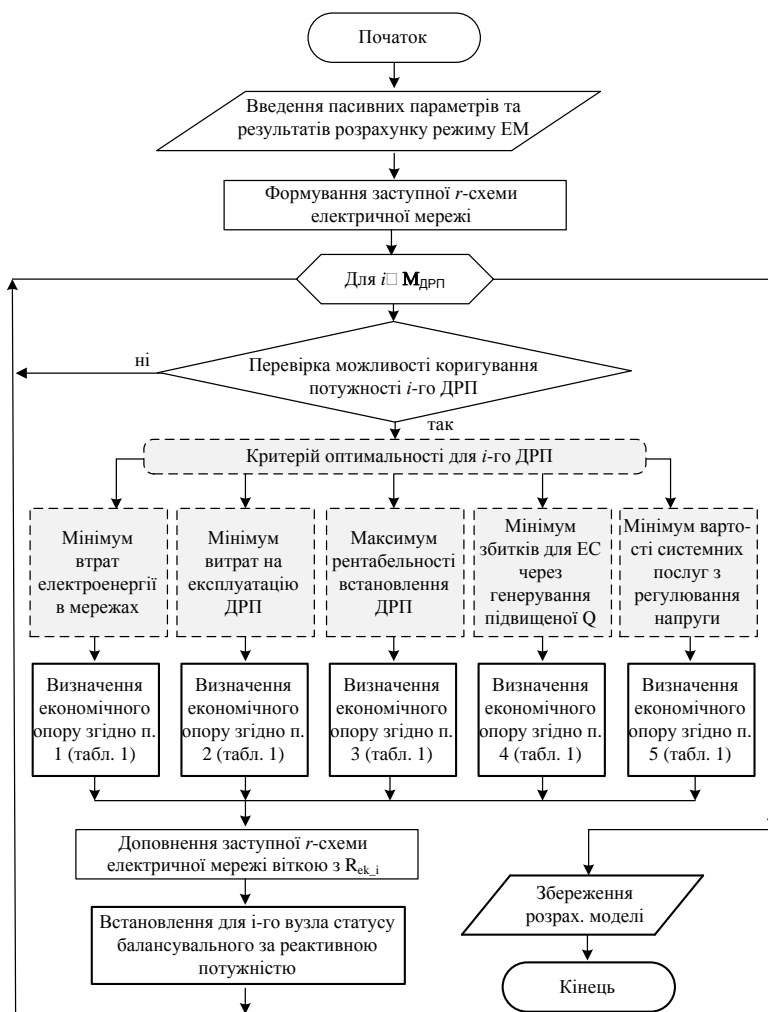 Початок
Введення пасивних параметрів та
результатів розрахунку режиму ЕМ
Формування заступної r-схеми
електричної мережі
Для i□ МДРП
ні
Перевірка можливості коригування
потужності i-го ДРП
так
Критерій оптимальності для i-го ДРП
Мінімум
втрат
електроенергії
в мережах
Мінімум
витрат на
експлуатацію
ДРП
Максимум
рентабельності
встановлення
ДРП
Мінімум
збитків для ЕС
через
генерування
підвищеної Q
Мінімум варто-
сті системних
послуг з
регулювання
напруги
Визначення
економічного
опору згідно п.
1 (табл. 1)
Визначення
економічного
опору згідно п.
2 (табл. 1)
Визначення
економічного
опору згідно п.
3 (табл. 1)
Визначення
економічного
опору згідно п.
4 (табл. 1)
Визначення
економічного
опору згідно п.
5 (табл. 1)
Доповнення заступної r-схеми
електричної мережі віткою з Rek_i
Встановлення для і-го вузла статусу
балансувального за реактивною
потужністю
Збереження
розрах. моделі
Кінець